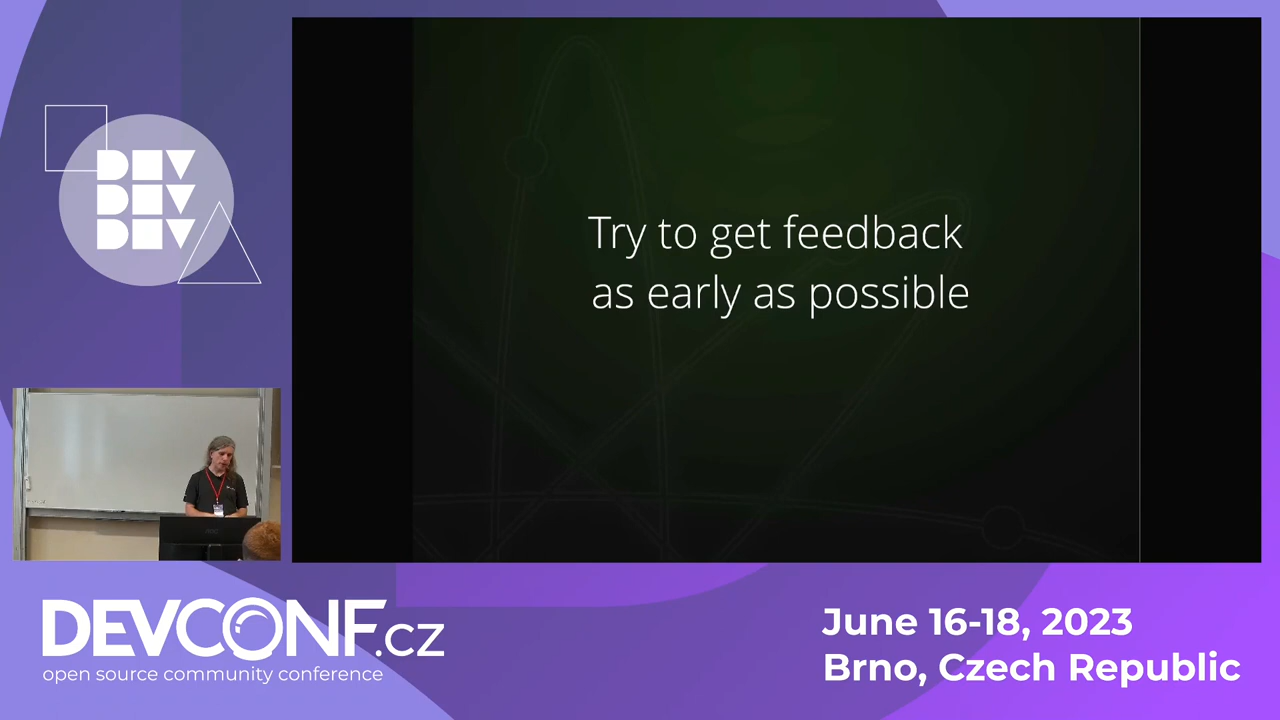 DEV
DEV
DEV
Try to get feedback
as early as possible
DEVCONF.CZ
open source community conference
June 16-18, 2023
Brno, Czech Republic